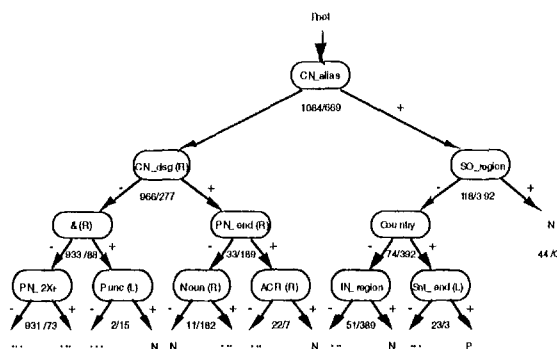 Root
CN_alias
1084/669
+
CN_dsg (R)
SO_region
- 966/277 +
- 118/392 +
& (R)
PN_end (R)
Country
N
- 933/88 +
- 33/189 +
- 74/392 +
44/0
PN_2X+
Punc (L)
Noun (R)
ACR (R)
IN_region
Snt_end (L)
- 931/73 +
- 2/15 +
- 11/182 +
- 22/7 +
- 51/389 +
- 23/3 +
... ... ... N N ... ... N ... N ... P